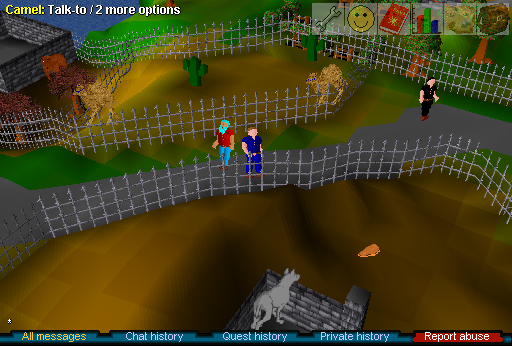 Camel: Talk-to / 2 more options
*
All messages
Chat history
Quest history
Private history
Report abuse